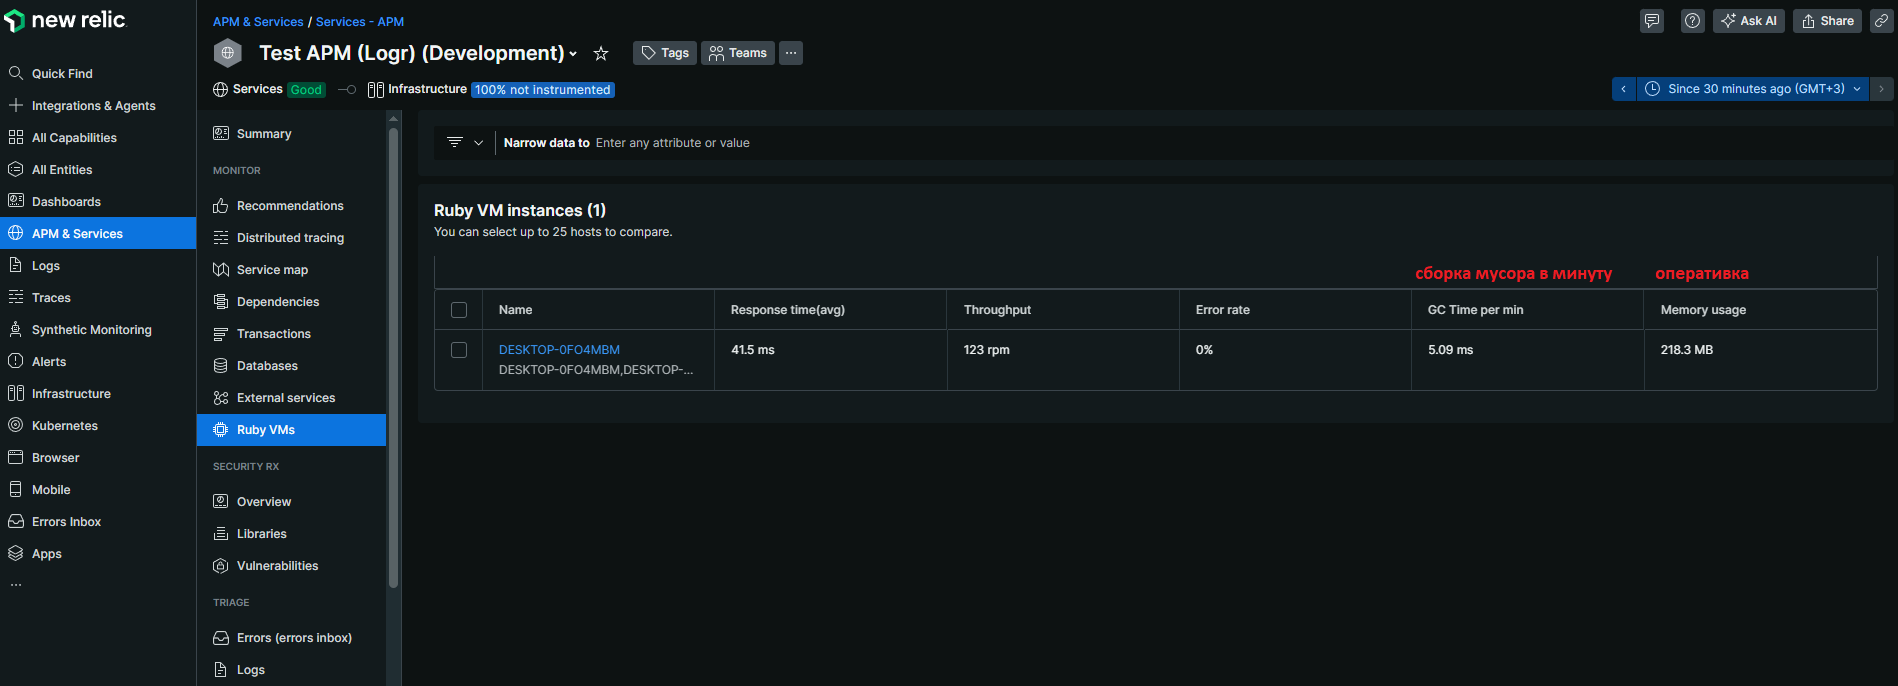 new relic.
Quick Find
Integrations & Agents
All Capabilities
All Entities
Dashboards
APM & Services
Logs
Traces
Synthetic Monitoring
Alerts
Infrastructure
Kubernetes
Browser
Mobile
Errors Inbox
Apps
...
APM & Services / Services - APM
Ask AI
Share
Test APM (Logr) (Development)
Tags
Teams
...
Services Good
Infrastructure 100% not instrumented
Since 30 minutes ago (GMT+3)
Summary
MONITOR
Recommendations
Distributed tracing
Service map
Dependencies
Transactions
Databases
External services
Ruby VMs
SECURITY RX
Overview
Libraries
Vulnerabilities
TRIAGE
Errors (errors inbox)
Logs
Narrow data to Enter any attribute or value
Ruby VM instances (1)
You can select up to 25 hosts to compare.
сборка мусора в минуту оперативка
Name Response time(avg) Throughput Error rate GC Time per min Memory usage
DESKTOP-0FO4MBM 41.5 ms 123 rpm 0% 5.09 ms 218.3 MB
DESKTOP-0FO4MBM,DESKTOP-...